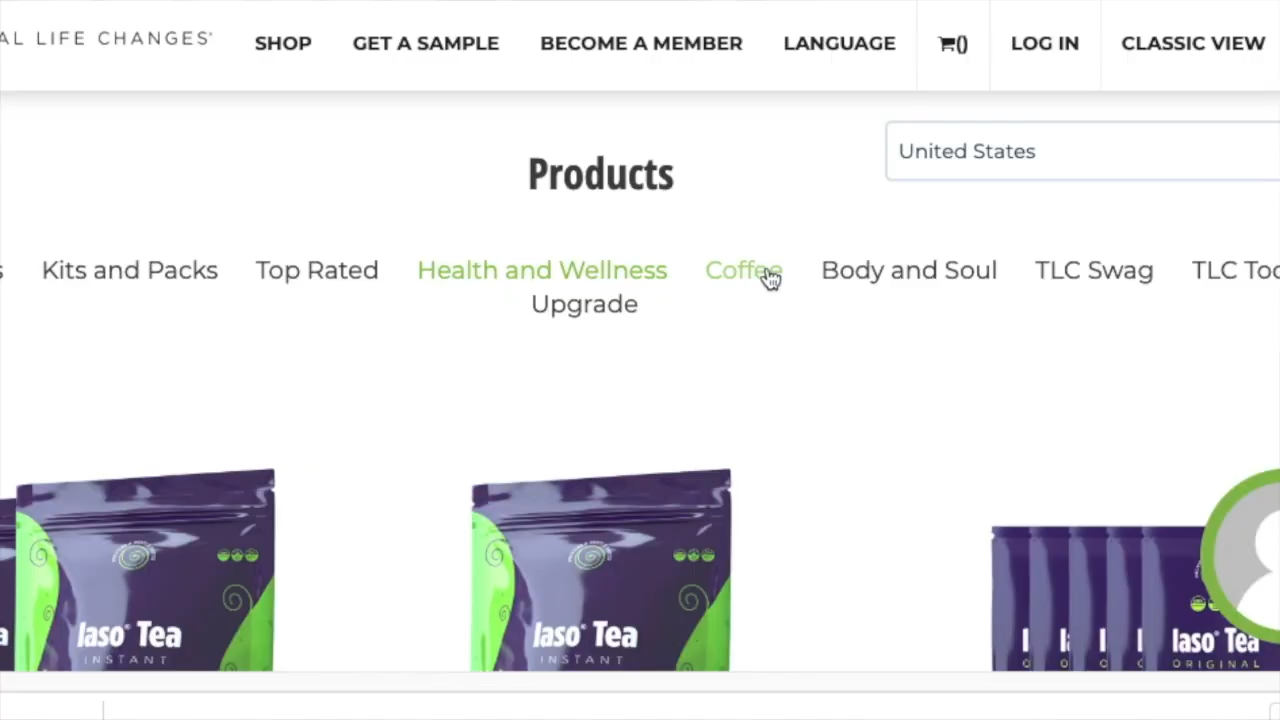 AL LIFE CHANGES®
SHOP
GET A SAMPLE
BECOME A MEMBER
LANGUAGE
()
LOG IN
CLASSIC VIEW
United States
Products
s
Kits and Packs
Top Rated
Health and Wellness
Coffee
Body and Soul
TLC Swag
TLC Too
Upgrade
a
Iaso® Tea
INSTANT
Iaso® Tea
INSTANT
Iaso® Tea
ORIGINAL